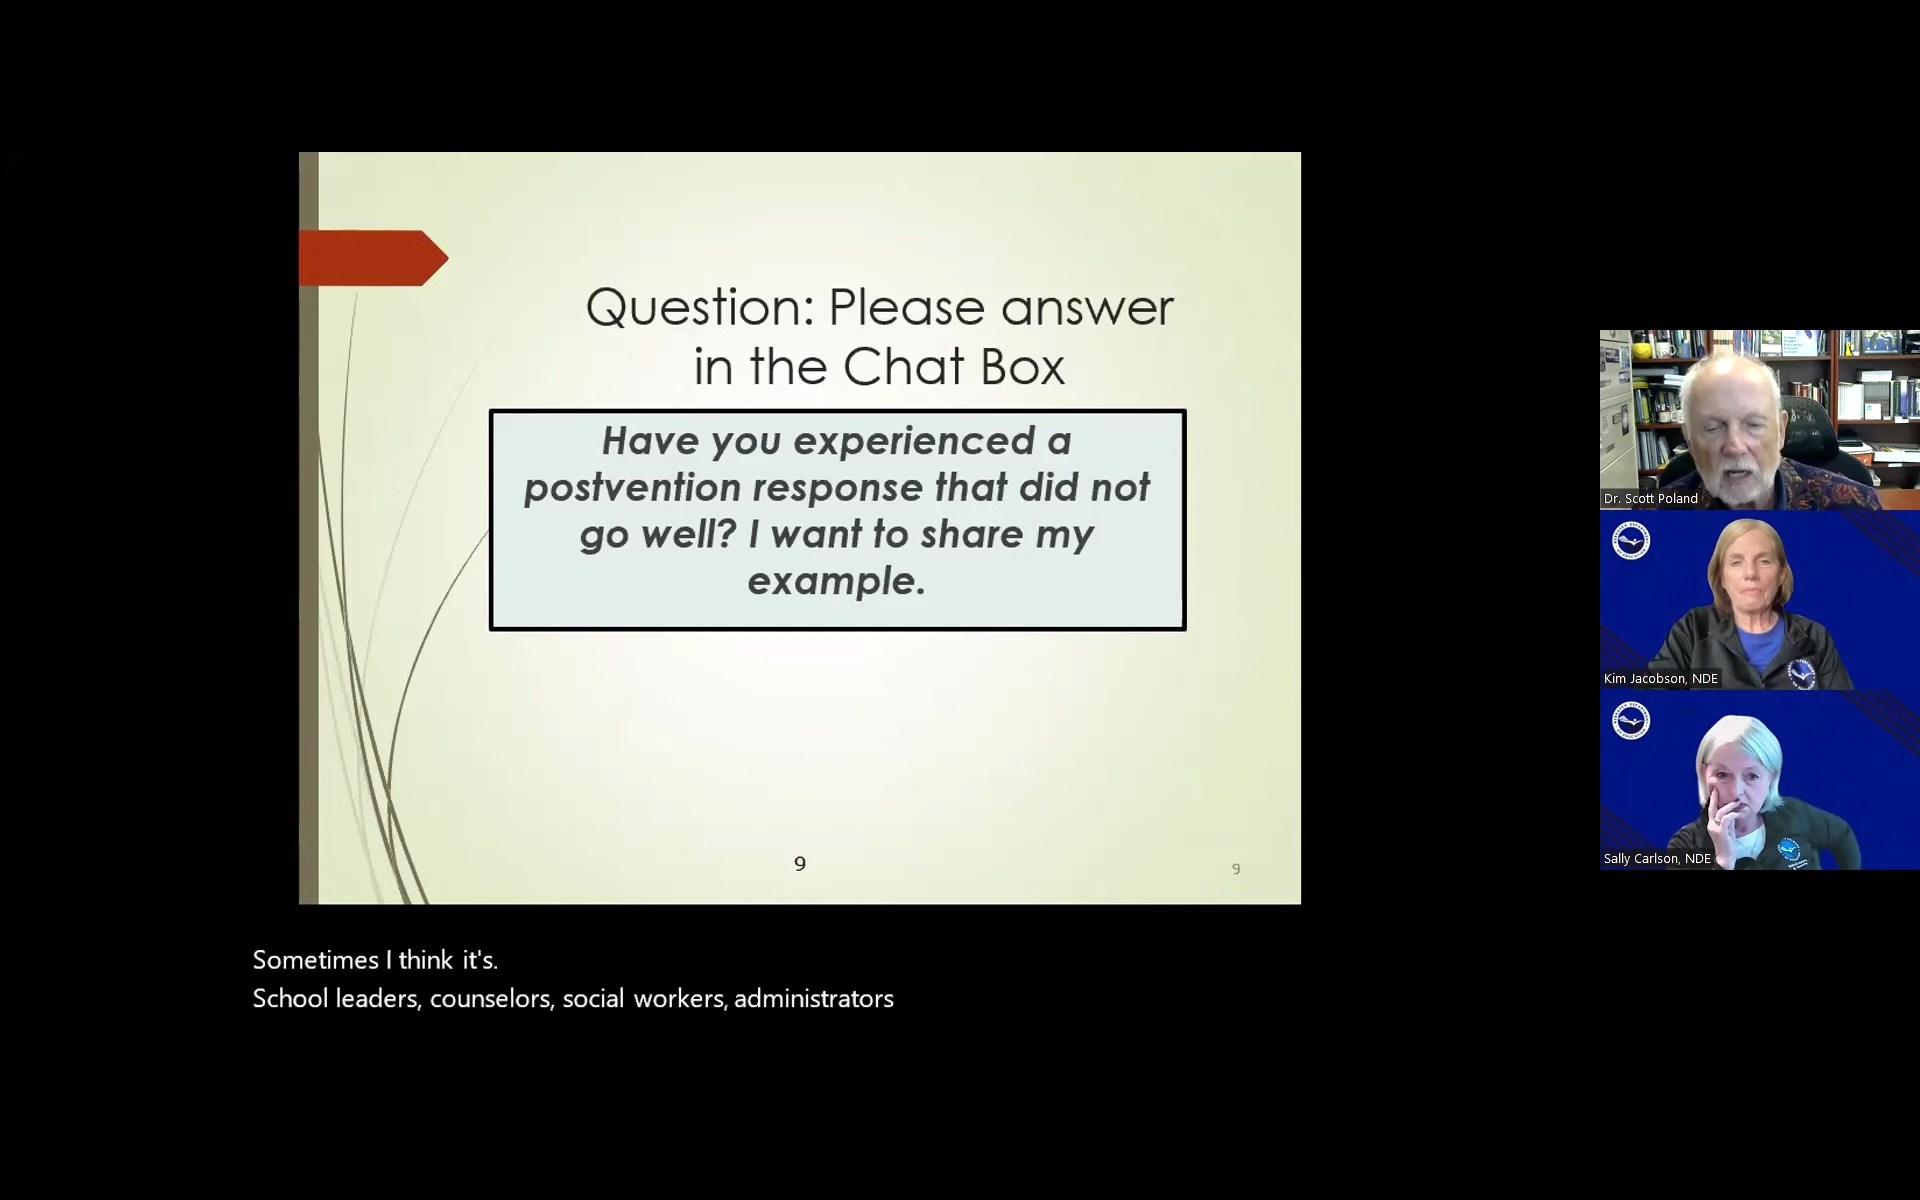 Question: Please answer
in the Chat Box
Have you experienced a
postvention response that did not
go well? I want to share my
example.
9
9
Dr. Scott Poland
Kim Jacobson, NDE
Sally Carlson, NDE
Sometimes I think it's.
School leaders, counselors, social workers, administrators